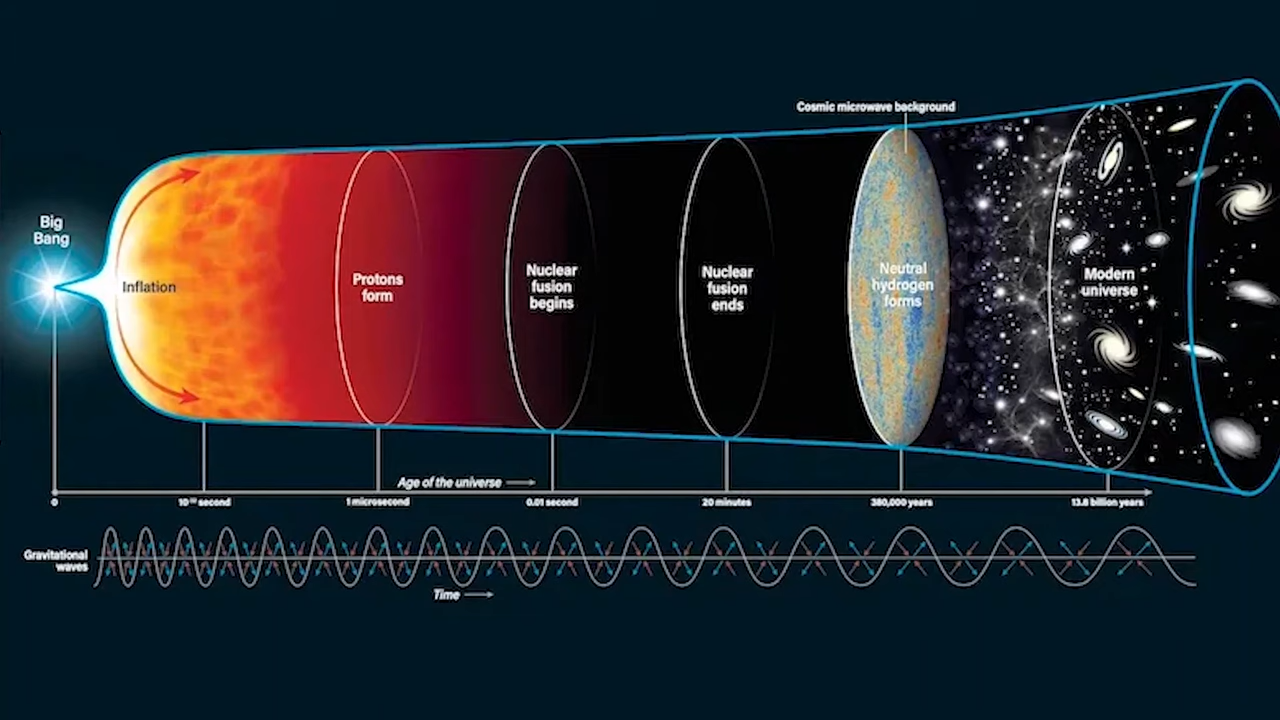 Cosmic microwave background
Big
Bang
Inflation
Protons
form
Nuclear
fusion
begins
Nuclear
fusion
ends
Neutral
hydrogen
forms
Modern
universe
Age of the universe
0
second
1 microsecond
0.01 second
20 minutes
380,000 years
13.8 billion years
Gravitational
waves
Time